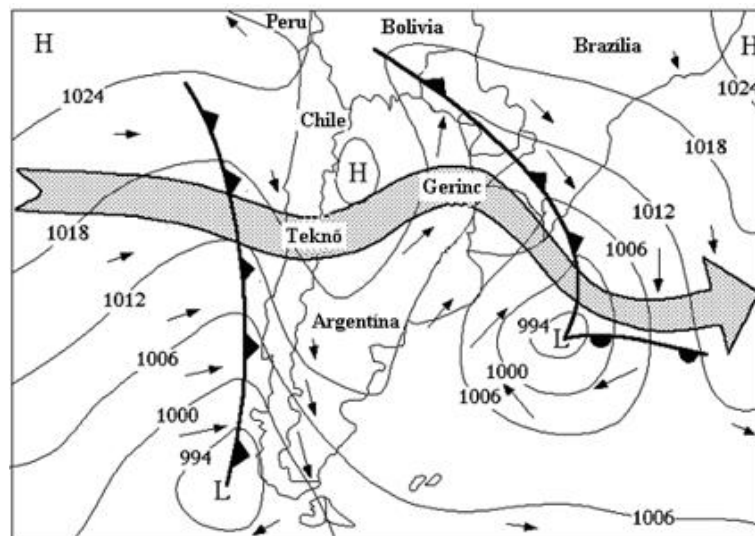 Peru
Bolivia
H
Brazília
H
1024
1024
Chile
1018
H
Gerinc
1012
1018
Teknő
1006
1012
Argentína
994
L
1006
1000
1000
1006
994
L
1006